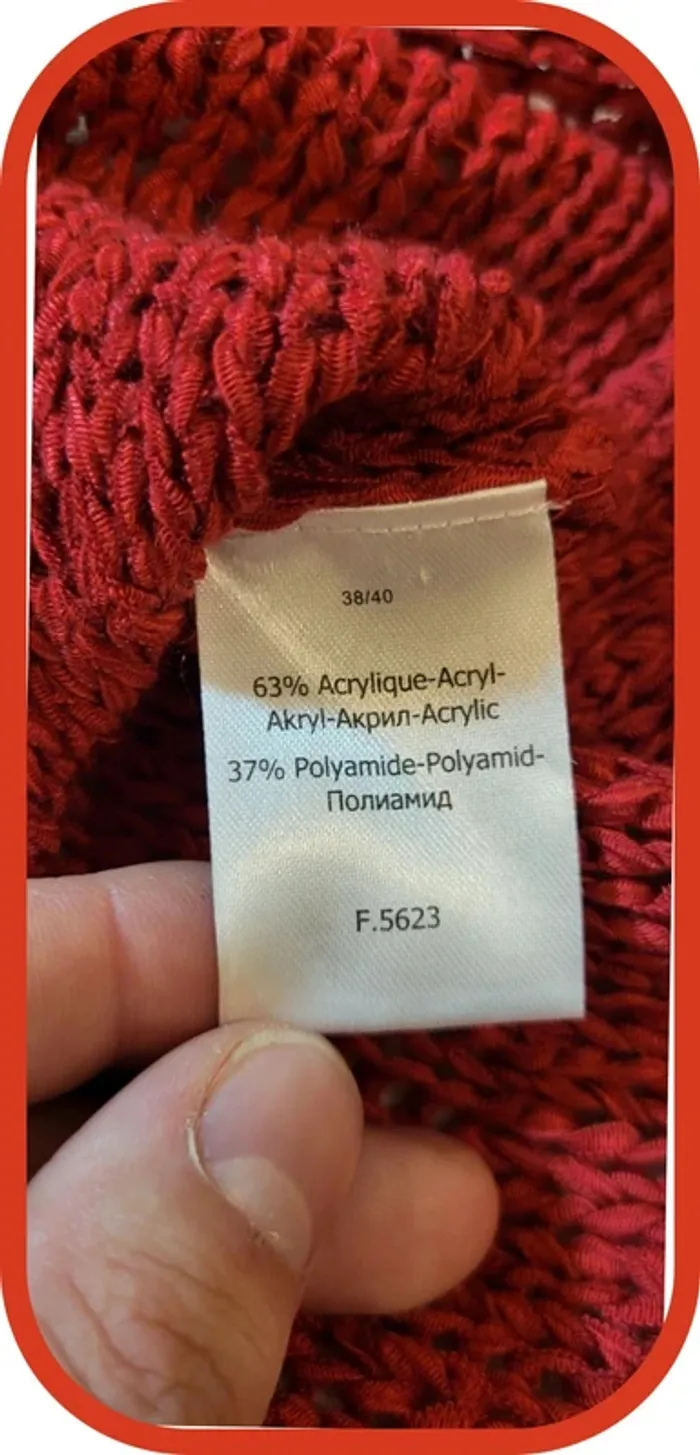 38/40
63% Acrylique-Acryl-
Akryl-Акрил-Acrylic
37% Polyamide-Polyamid-
Полиамид
F.5623